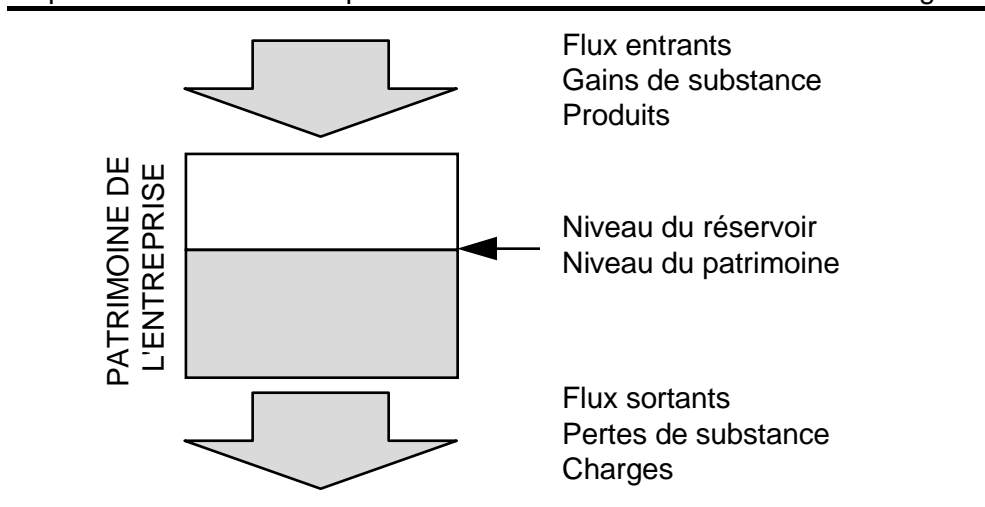 Flux entrants
Gains de substance
Produits
PATRIMOINE DE
L'ENTREPRISE
Niveau du réservoir
Niveau du patrimoine
Flux sortants
Pertes de substance
Charges